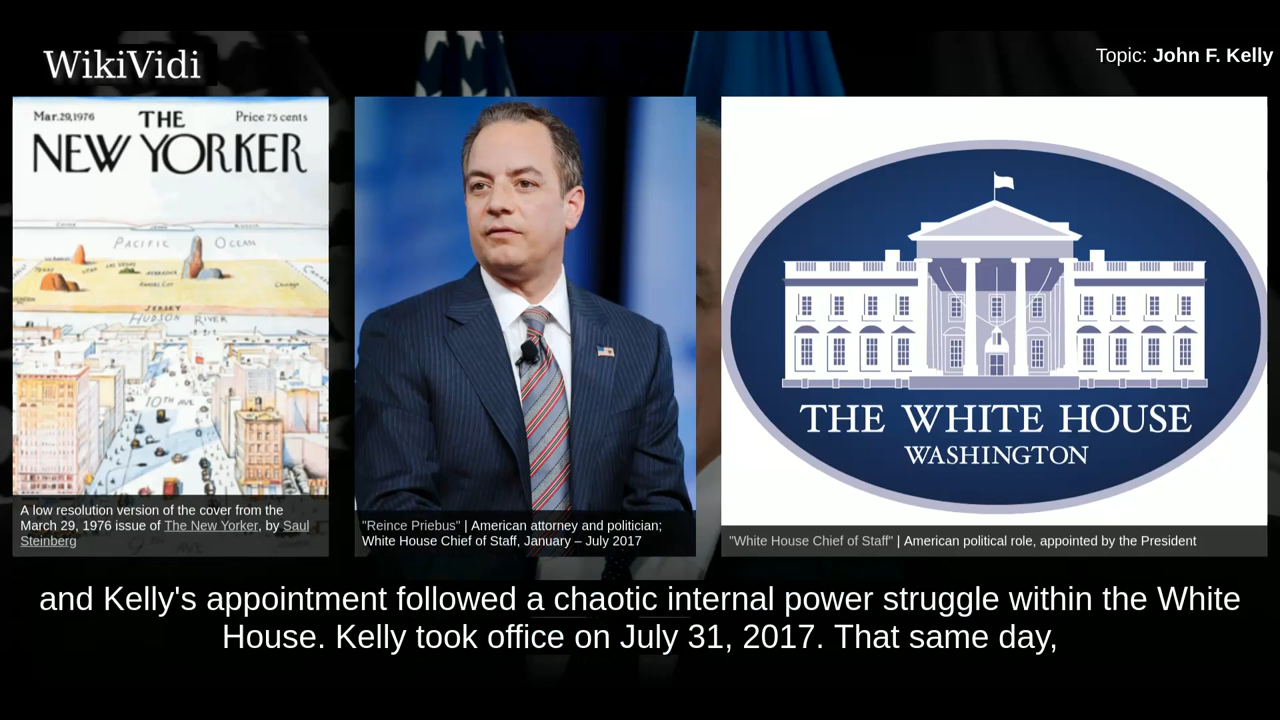 WikiVidi
Topic: John F. Kelly
Mar.29,1976
THE
Price 75 cents
NEW YORKER
PACIFIC OCEAN
JERSEY
HUDSON RIVER
10TH AVE
9TH AVE
A low resolution version of the cover from the
March 29, 1976 issue of The New Yorker, by Saul
Steinberg
"Reince Priebus" | American attorney and politician;
White House Chief of Staff, January – July 2017
THE WHITE HOUSE
WASHINGTON
"White House Chief of Staff" | American political role, appointed by the President
and Kelly's appointment followed a chaotic internal power struggle within the White
House. Kelly took office on July 31, 2017. That same day,